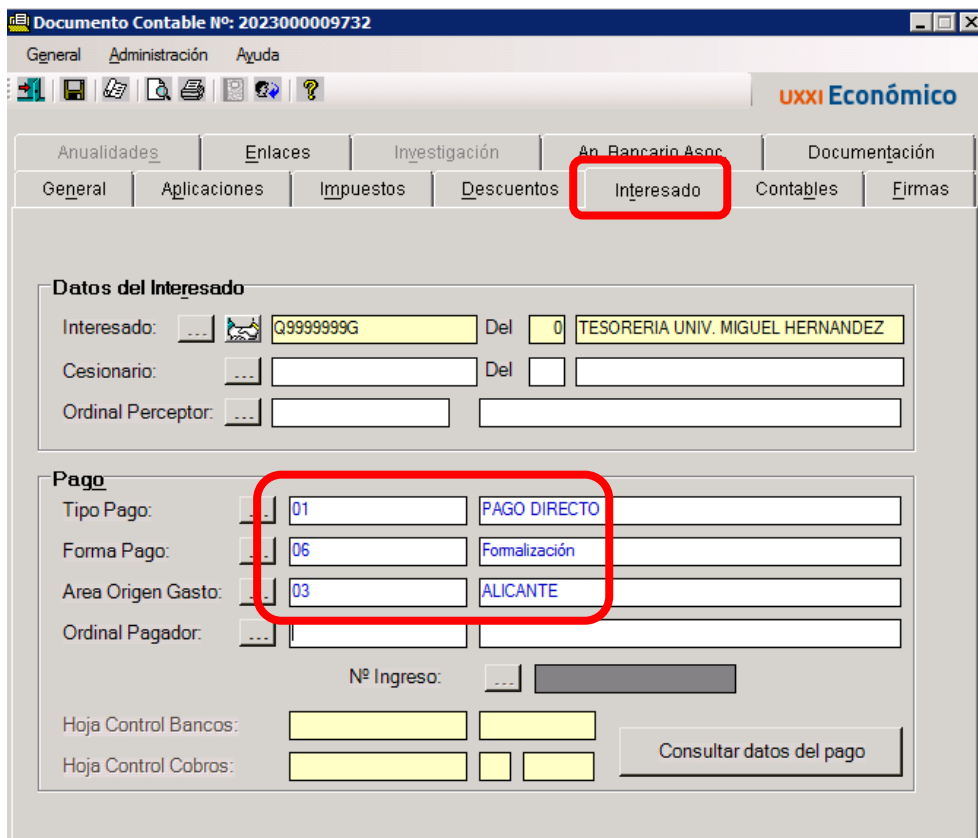 Documento Contable Nº: 2023000009732
General Administración Ayuda
UXXI Económico
Anualidades Enlaces Investigación An. Bancario Asoc. Documentación
General Aplicaciones Impuestos Descuentos Interesado Contables Firmas
Datos del Interesado
Interesado: ... Q9999999G Del 0 TESORERIA UNIV. MIGUEL HERNANDEZ
Cesionario: ... Del
Ordinal Perceptor: ...
Pago
Tipo Pago: ... 01 PAGO DIRECTO
Forma Pago: ... 06 Formalización
Area Origen Gasto: ... 03 ALICANTE
Ordinal Pagador: ...
Nº Ingreso: ...
Hoja Control Bancos:
Consultar datos del pago
Hoja Control Cobros: